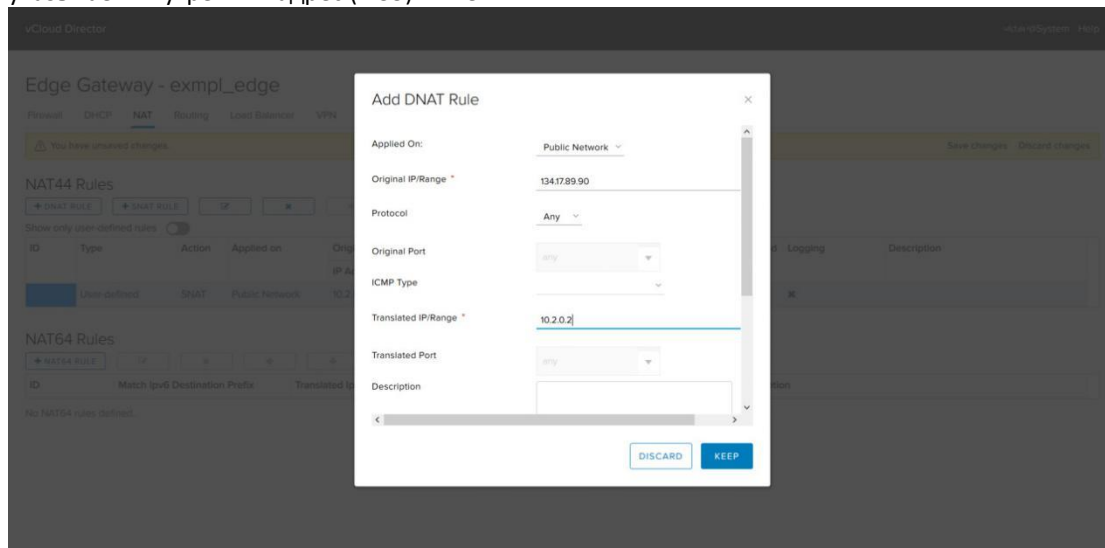 vCloud Director
Help
Edge Gateway - exmpl_edge
Firewall DHCP NAT Routing Load Balancer VPN
You have unsaved changes. Save changes Discard changes
NAT44 Rules
+ DNAT RULE + SNAT RULE
Show only user-defined rules
ID Type Action Applied on Logging Description
User-defined SNAT Public Network
NAT64 Rules
+ NAT64 RULE
ID Match Ipv6 Destination Prefix
No NAT64 rules defined.
Add DNAT Rule
Applied On: Public Network
Original IP/Range * 134.17.89.90
Protocol Any
Original Port any
ICMP Type
Translated IP/Range * 10.2.0.2
Translated Port any
Description
DISCARD KEEP